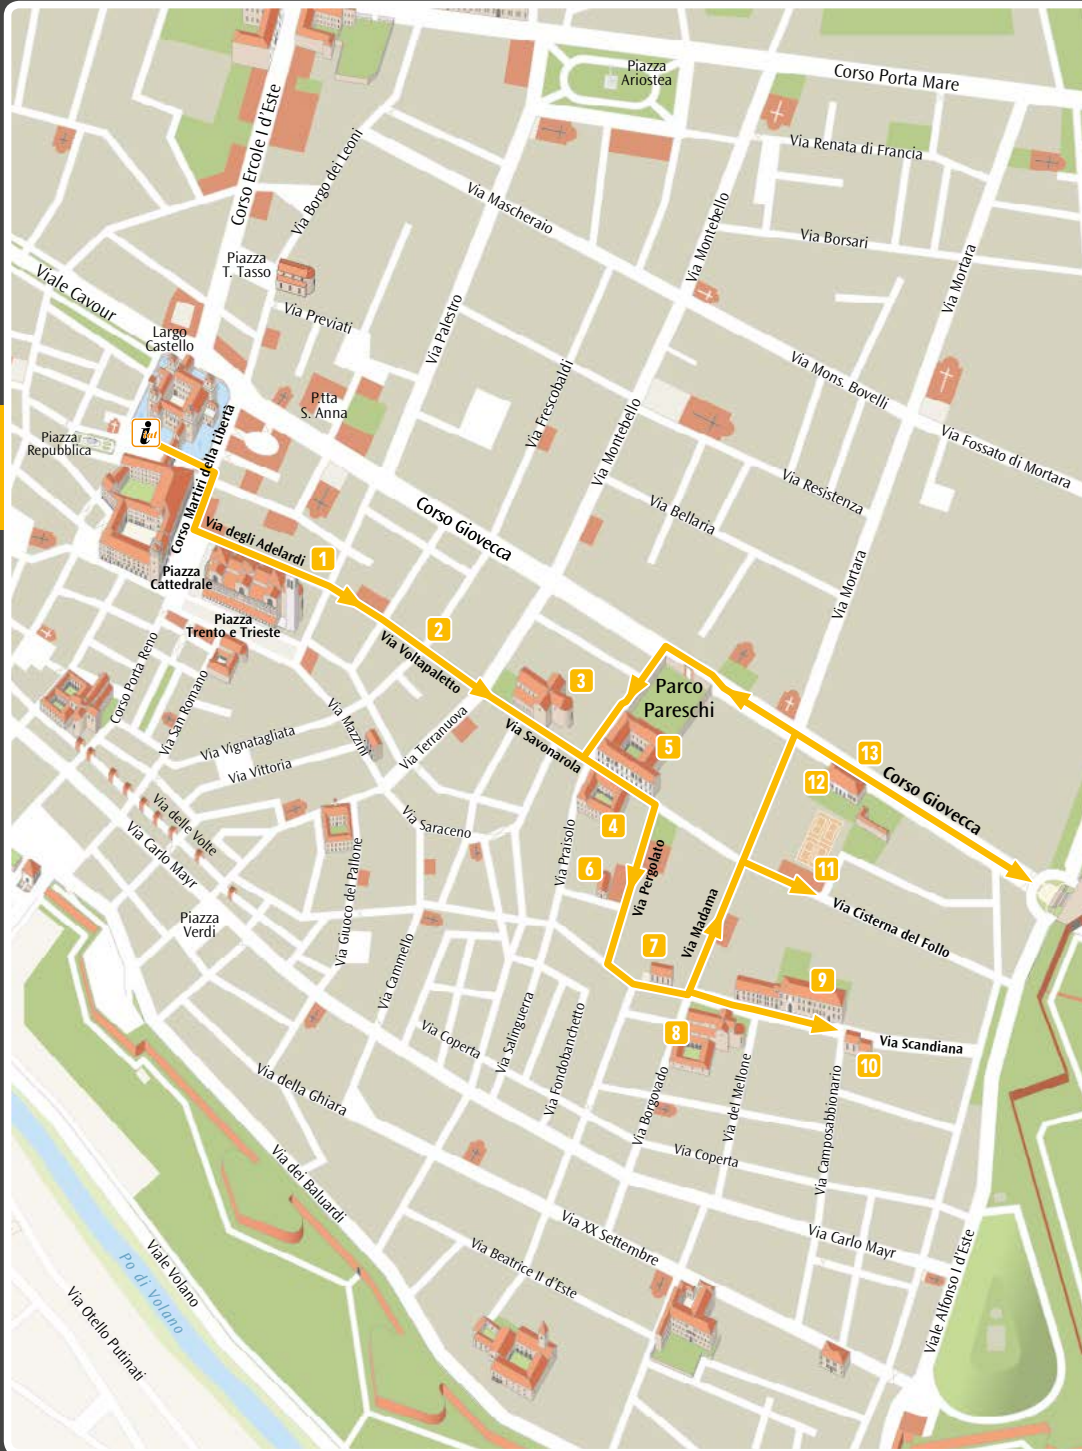 Piazza
Ariostea
Corso Porta Mare
Via Renata di Francia
Corso Ercole I d'Este
Via Borgo dei Leoni
Via Mascheraio
Via Montebello
Via Borsari
Via Mortara
Piazza
T. Tasso
Viale Cavour
Via Previati
Largo
Castello
Via Palestro
Via Frescobaldi
Via Mons. Bovelli
P.tta
S. Anna
Via Montebello
Via Fossato di Mortara
Piazza
Repubblica
i
Corso Martiri della Libertà
Via Resistenza
Via Bellaria
Corso Giovecca
Via degli Adelardi
1
Via Mortara
Piazza
Cattedrale
Piazza
Trento e Trieste
2
Via Voltapaletto
Corso Porta Reno
Via San Romano
3
Parco
Pareschi
Via Mazzini
Via Terranuova
Via Savonarola
5
Via Vignatagliata
Via Vittoria
13
12
Corso Giovecca
Via delle Volte
Via Carlo Mayr
Via Saraceno
4
Via Praisolo
Via Giuoco del Pallone
Via Pergolato
6
11
Via Madama
Via Cisterna del Follo
Piazza
Verdi
7
Via Cammello
9
8
Via Coperta
Via Salinguerra
Via Fondobanchetto
Via Scandiana
10
Via della Ghiara
Via Borgovado
Via del Mellone
Via Camposabbionario
Via Coperta
Via dei Baluardi
Via XX Settembre
Via Carlo Mayr
Via Beatrice II d'Este
Viale Alfonso I d'Este
Viale Volano
Po di Volano
Via Otello Putinati